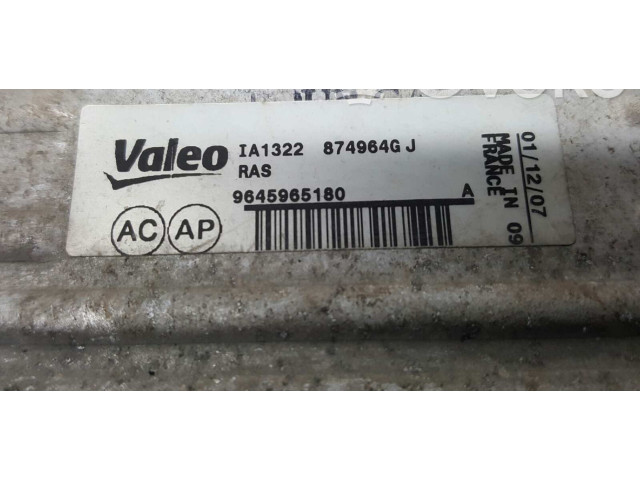 Valeo IA1322 874964G J
RAS
9645965180 A
AC AP
01/12/07
MADE IN 09
FRANCE